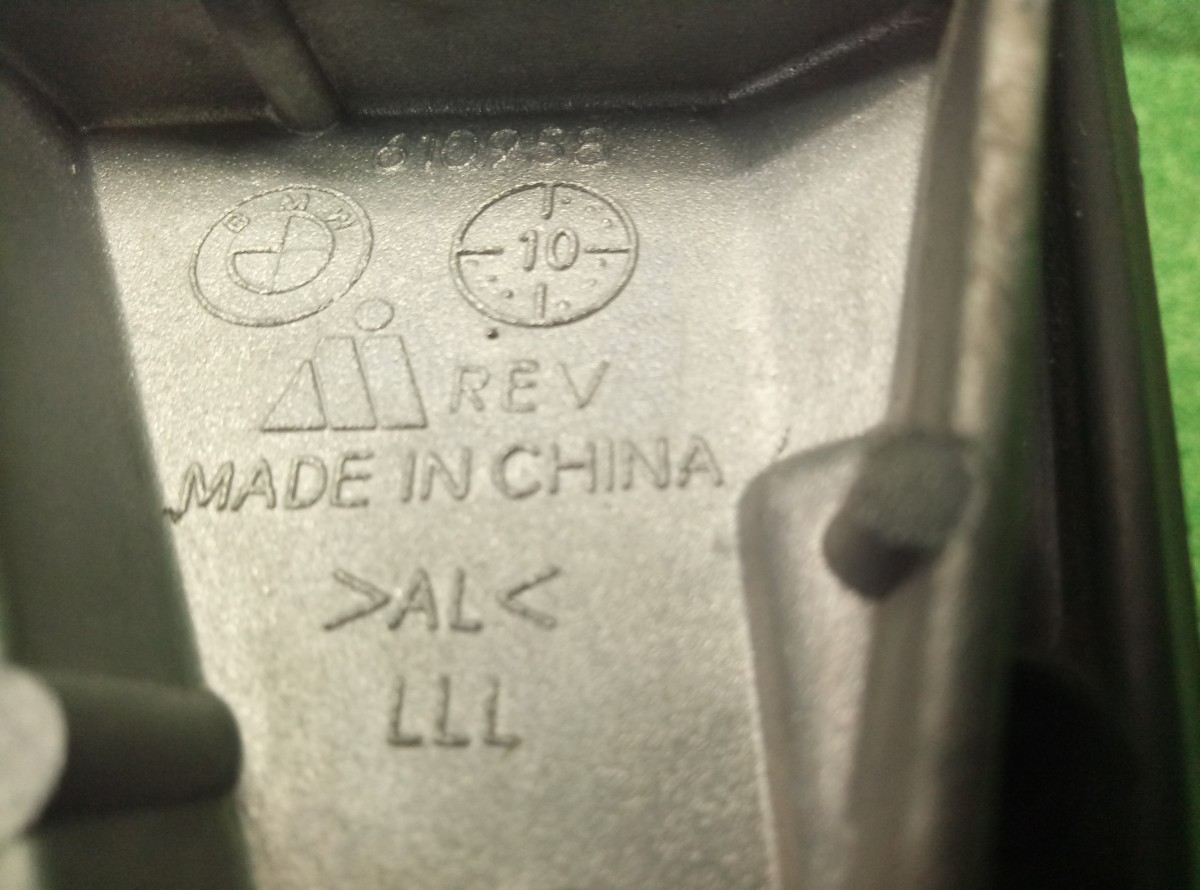 610958
BMW
10
REV
MADE IN CHINA
>AL<
LLL